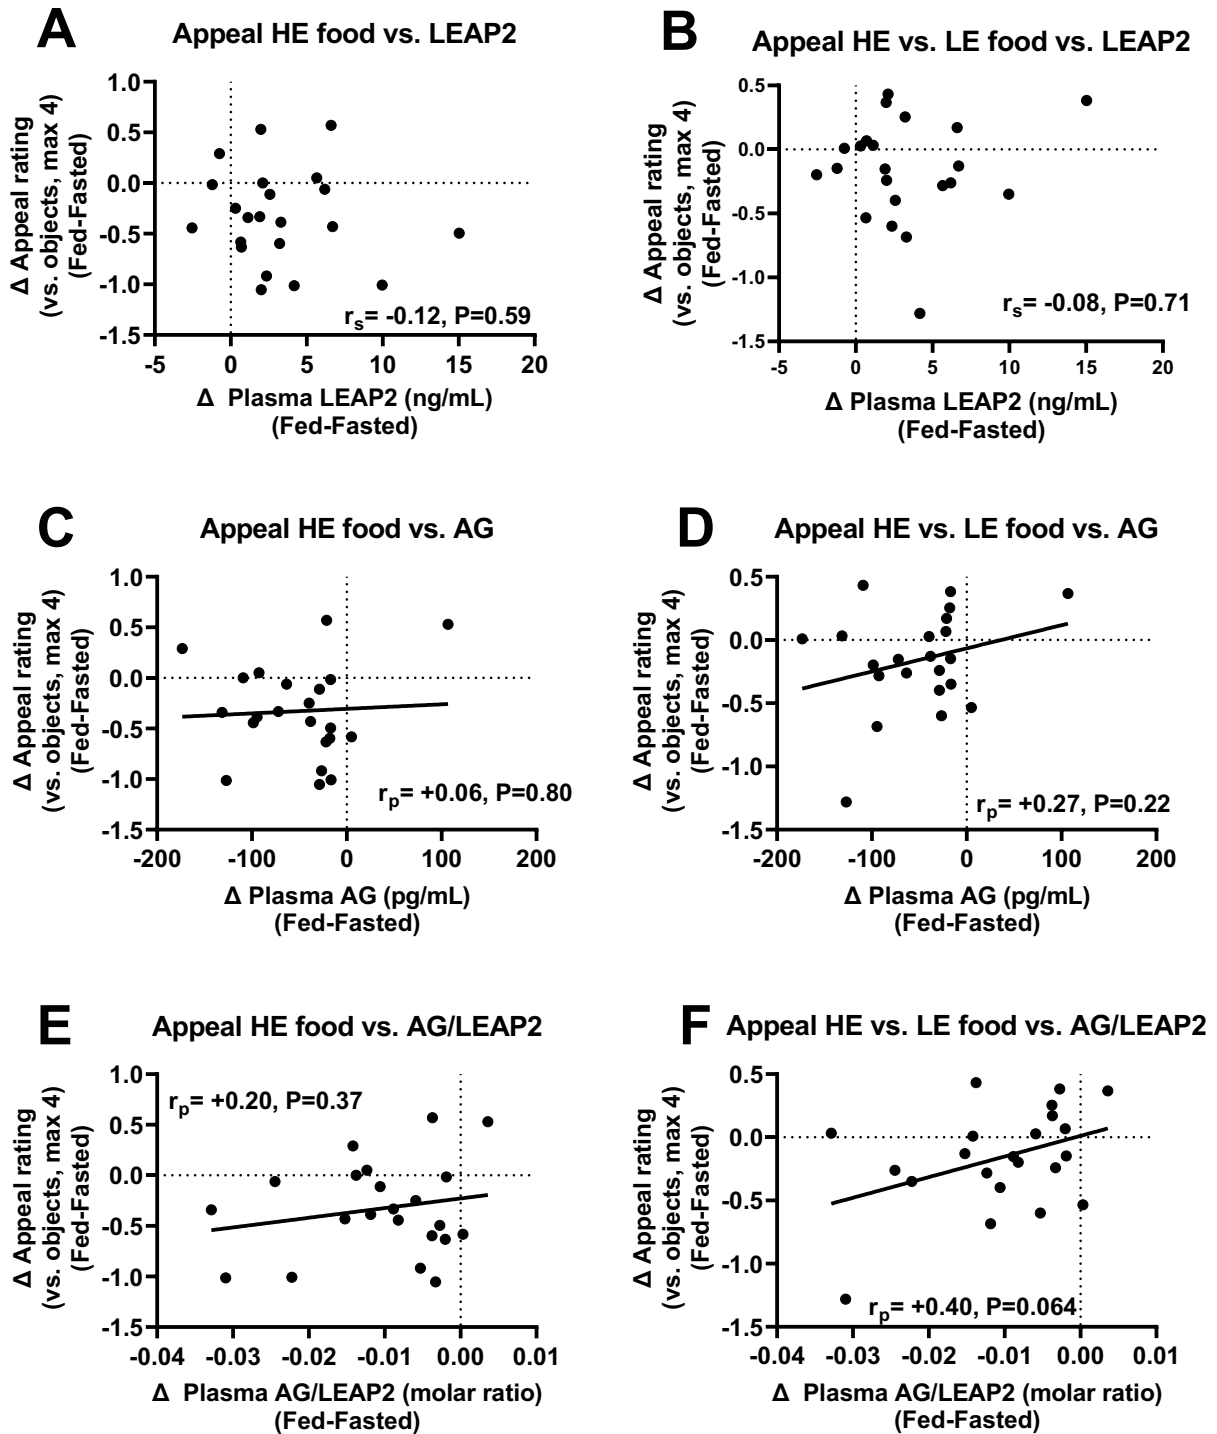 A
Appeal HE food vs. LEAP2
Δ Appeal rating
(vs. objects, max 4)
(Fed-Fasted)
1.0
0.5
0.0
-0.5
-1.0
-1.5
rs= -0.12, P=0.59
-5 0 5 10 15 20
Δ Plasma LEAP2 (ng/mL)
(Fed-Fasted)
B
Appeal HE vs. LE food vs. LEAP2
Δ Appeal rating
(vs. objects, max 4)
(Fed-Fasted)
0.5
0.0
-0.5
-1.0
-1.5
rs= -0.08, P=0.71
-5 0 5 10 15 20
Δ Plasma LEAP2 (ng/mL)
(Fed-Fasted)
C
Appeal HE food vs. AG
Δ Appeal rating
(vs. objects, max 4)
(Fed-Fasted)
1.0
0.5
0.0
-0.5
-1.0
-1.5
rp= +0.06, P=0.80
-200 -100 0 100 200
Δ Plasma AG (pg/mL)
(Fed-Fasted)
D
Appeal HE vs. LE food vs. AG
Δ Appeal rating
(vs. objects, max 4)
(Fed-Fasted)
0.5
0.0
-0.5
-1.0
-1.5
rp= +0.27, P=0.22
-200 -100 0 100 200
Δ Plasma AG (pg/mL)
(Fed-Fasted)
E
Appeal HE food vs. AG/LEAP2
Δ Appeal rating
(vs. objects, max 4)
(Fed-Fasted)
1.0
0.5
0.0
-0.5
-1.0
-1.5
rp= +0.20, P=0.37
-0.04 -0.03 -0.02 -0.01 0.00 0.01
Δ Plasma AG/LEAP2 (molar ratio)
(Fed-Fasted)
F
Appeal HE vs. LE food vs. AG/LEAP2
Δ Appeal rating
(vs. objects, max 4)
(Fed-Fasted)
0.5
0.0
-0.5
-1.0
-1.5
rp= +0.40, P=0.064
-0.04 -0.03 -0.02 -0.01 0.00 0.01
Δ Plasma AG/LEAP2 (molar ratio)
(Fed-Fasted)